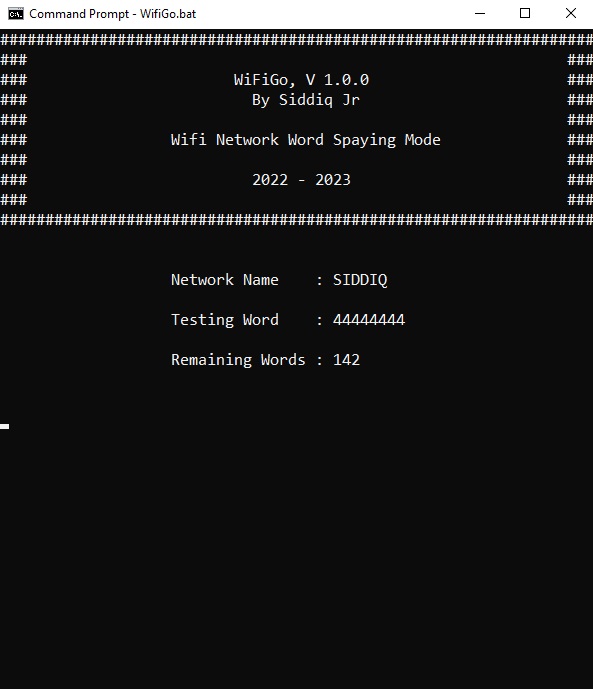 Command Prompt - WifiGo.bat
##################################################################
### ###
### WiFiGo, V 1.0.0 ###
### By Siddiq Jr ###
### ###
### Wifi Network Word Spaying Mode ###
### ###
### 2022 - 2023 ###
### ###
##################################################################
Network Name : SIDDIQ
Testing Word : 44444444
Remaining Words : 142